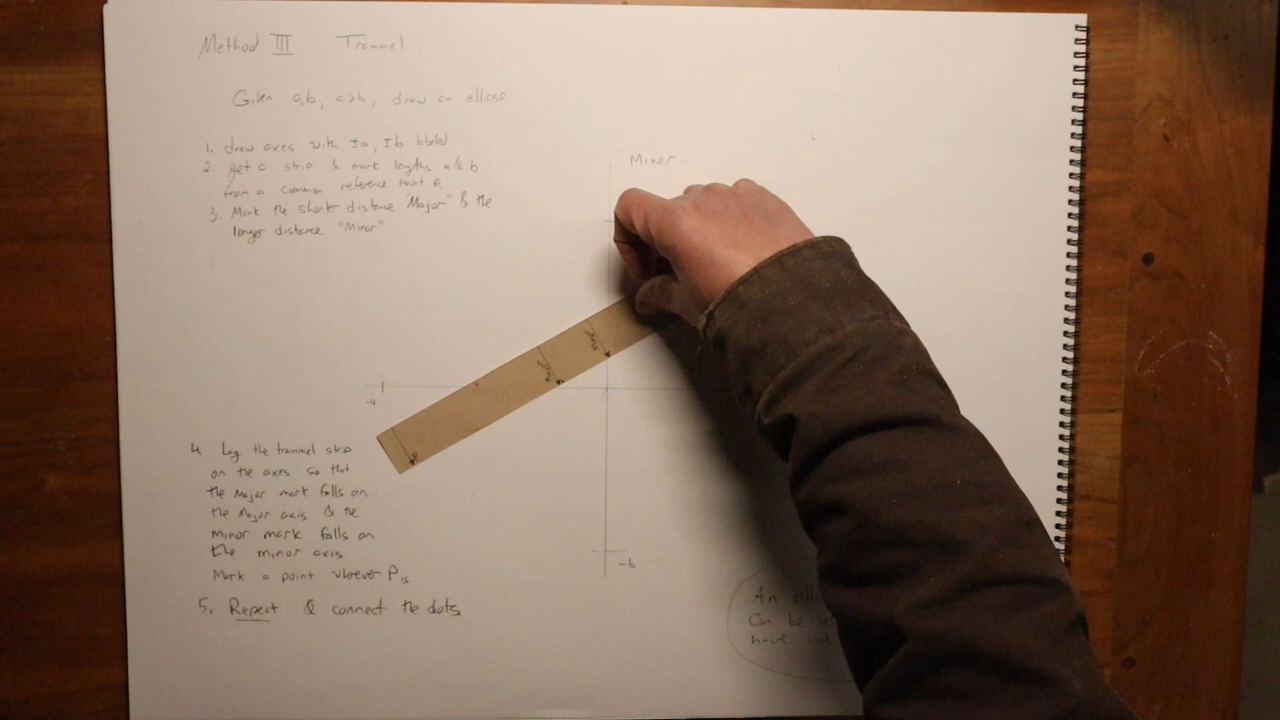 Method III Trammel
Given a,b, a>b, draw an ellipse
1. draw axes with ±a, ±b labeled
2. get a strip & mark lengths a & b
from a common reference point P.
3. Mark the shorter distance "Major" & the
longer distance "Minor"
Minor
Major
P
-a
4. Lay the trammel strip
on the axes so that
the Major mark falls on
the Major axis & the
minor mark falls on
the minor axis
Mark a point wherever P is
5. Repeat & connect the dots
-b
An
Can be
have